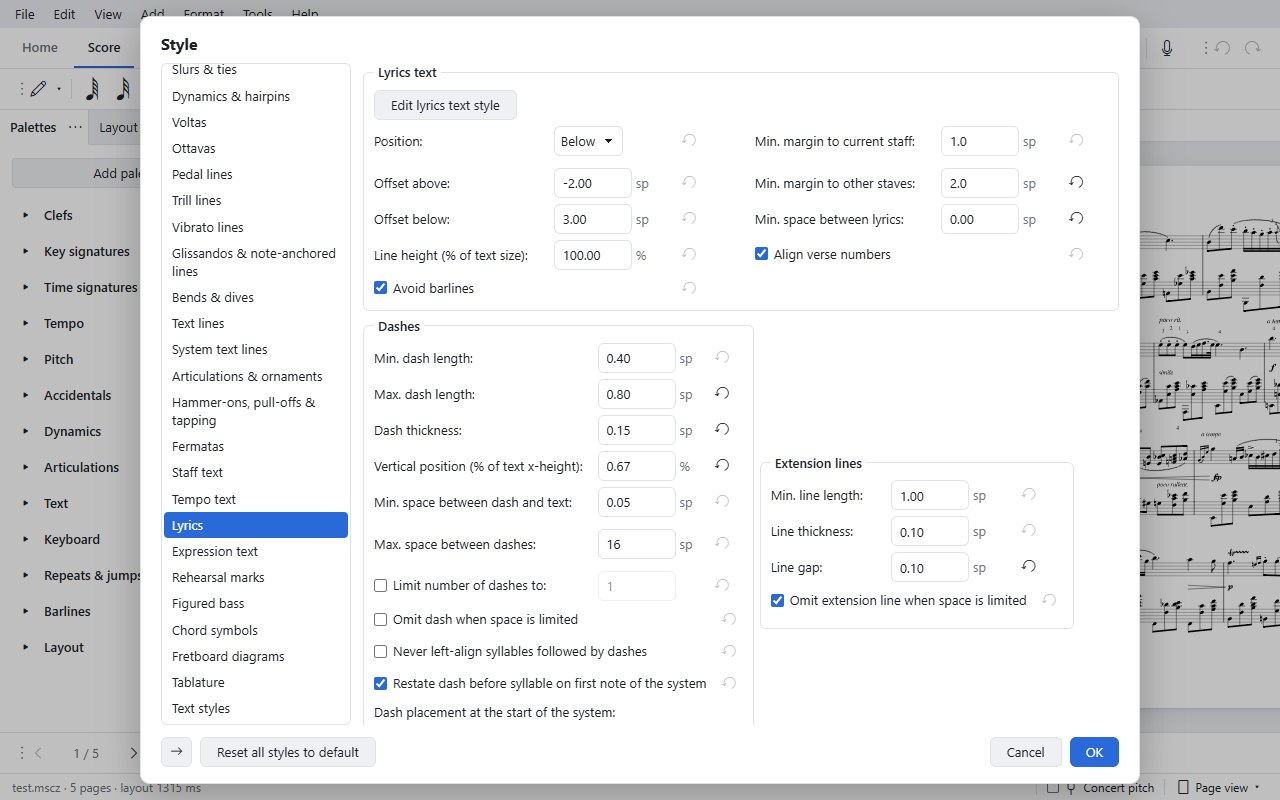 File Edit View Add Format Tools Help
Home Score
Palettes ··· Layout
Clefs
Key signatures
Time signatures
Tempo
Pitch
Accidentals
Dynamics
Articulations
Text
Keyboard
Repeats & jumps
Barlines
Layout
1 / 5
test.mscz · 5 pages · layout 1315 ms
Concert pitch
Page view
Style
Slurs & ties
Dynamics & hairpins
Voltas
Ottavas
Pedal lines
Trill lines
Vibrato lines
Glissandos & note-anchored
lines
Bends & dives
Text lines
System text lines
Articulations & ornaments
Hammer-ons, pull-offs &
tapping
Fermatas
Staff text
Tempo text
Lyrics
Expression text
Rehearsal marks
Figured bass
Chord symbols
Fretboard diagrams
Tablature
Text styles
Reset all styles to default
Lyrics text
Edit lyrics text style
Position: Below
Offset above: -2.00 sp
Offset below: 3.00 sp
Line height (% of text size): 100.00 %
Avoid barlines
Min. margin to current staff: 1.0 sp
Min. margin to other staves: 2.0 sp
Min. space between lyrics: 0.00 sp
Align verse numbers
Dashes
Min. dash length: 0.40 sp
Max. dash length: 0.80 sp
Dash thickness: 0.15 sp
Vertical position (% of text x-height): 0.67 %
Min. space between dash and text: 0.05 sp
Max. space between dashes: 16 sp
Limit number of dashes to: 1
Omit dash when space is limited
Never left-align syllables followed by dashes
Restate dash before syllable on first note of the system
Dash placement at the start of the system:
Extension lines
Min. line length: 1.00 sp
Line thickness: 0.10 sp
Line gap: 0.10 sp
Omit extension line when space is limited
Cancel OK
paco rit.
simile
a tempo
poco rallent.